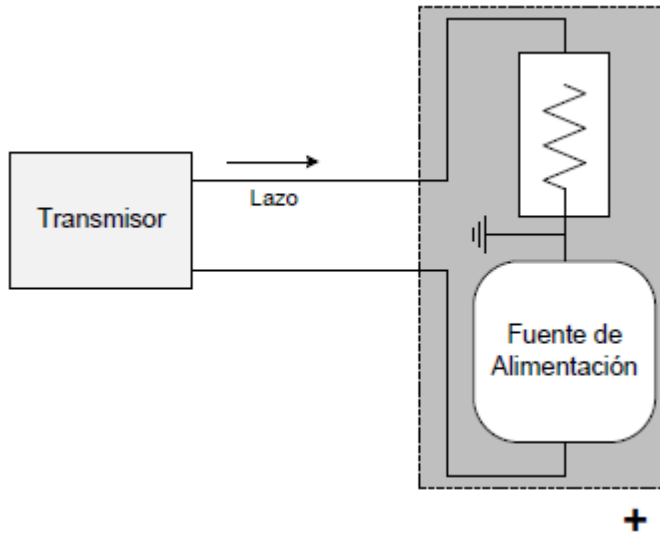 Transmisor
Lazo
Fuente de
Alimentación
+